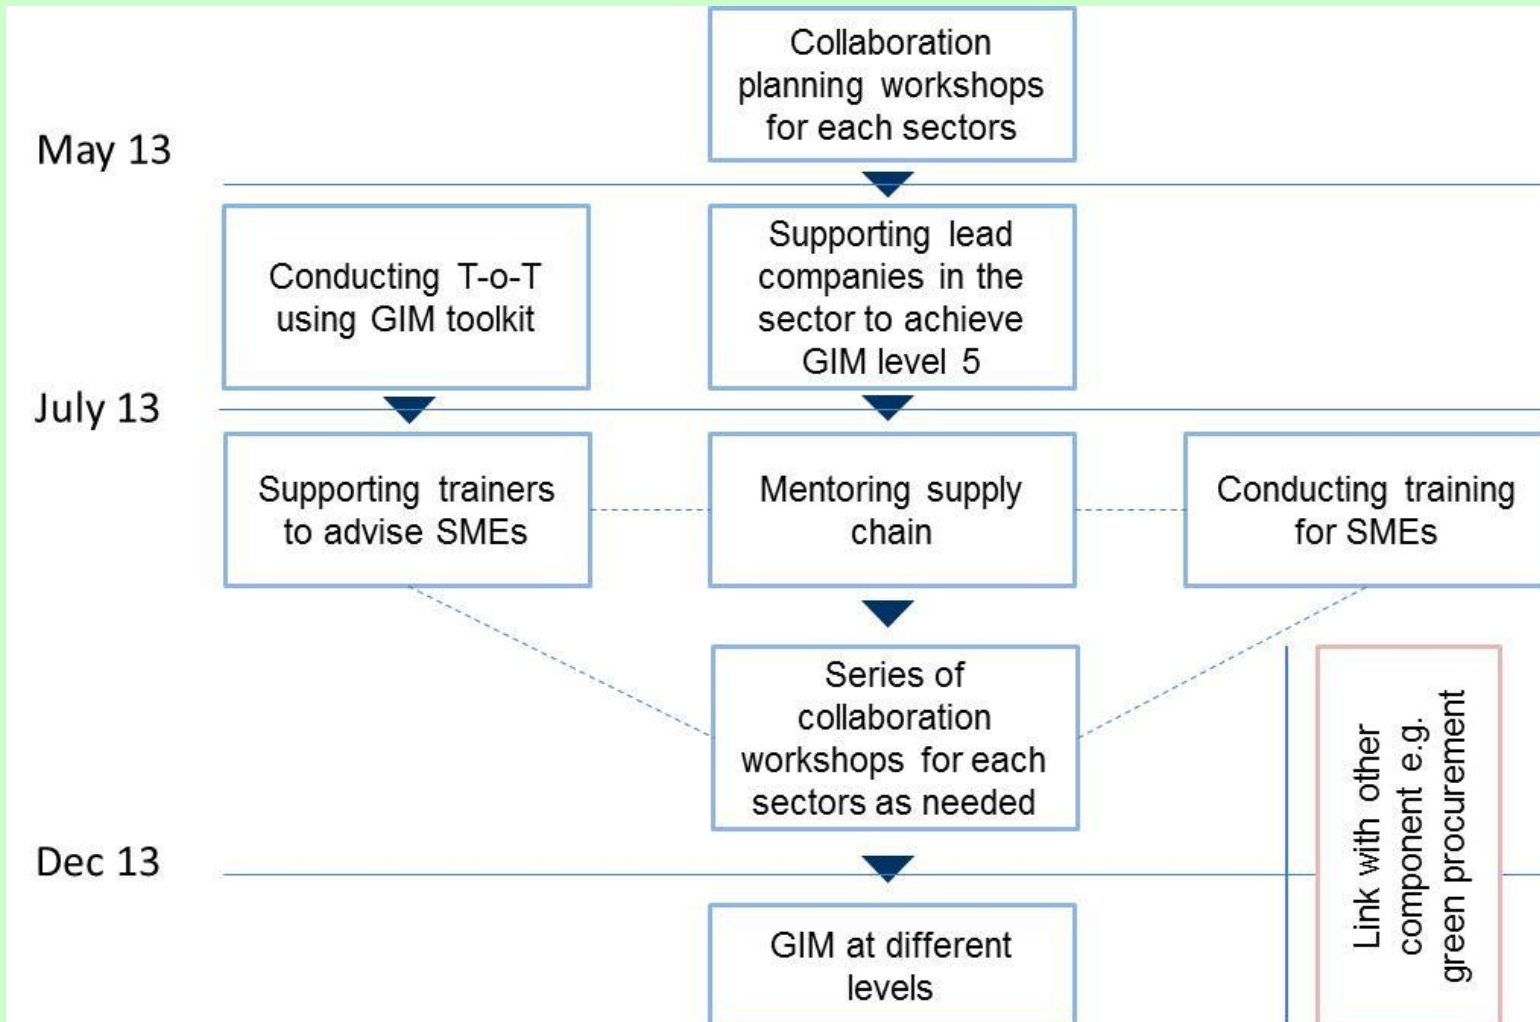 Collaboration
planning workshops
for each sectors
May 13
Conducting T-o-T
using GIM toolkit
Supporting lead
companies in the
sector to achieve
GIM level 5
July 13
Supporting trainers
to advise SMEs
Mentoring supply
chain
Conducting training
for SMEs
Series of
collaboration
workshops for each
sectors as needed
Link with other
component e.g.
green procurement
Dec 13
GIM at different
levels